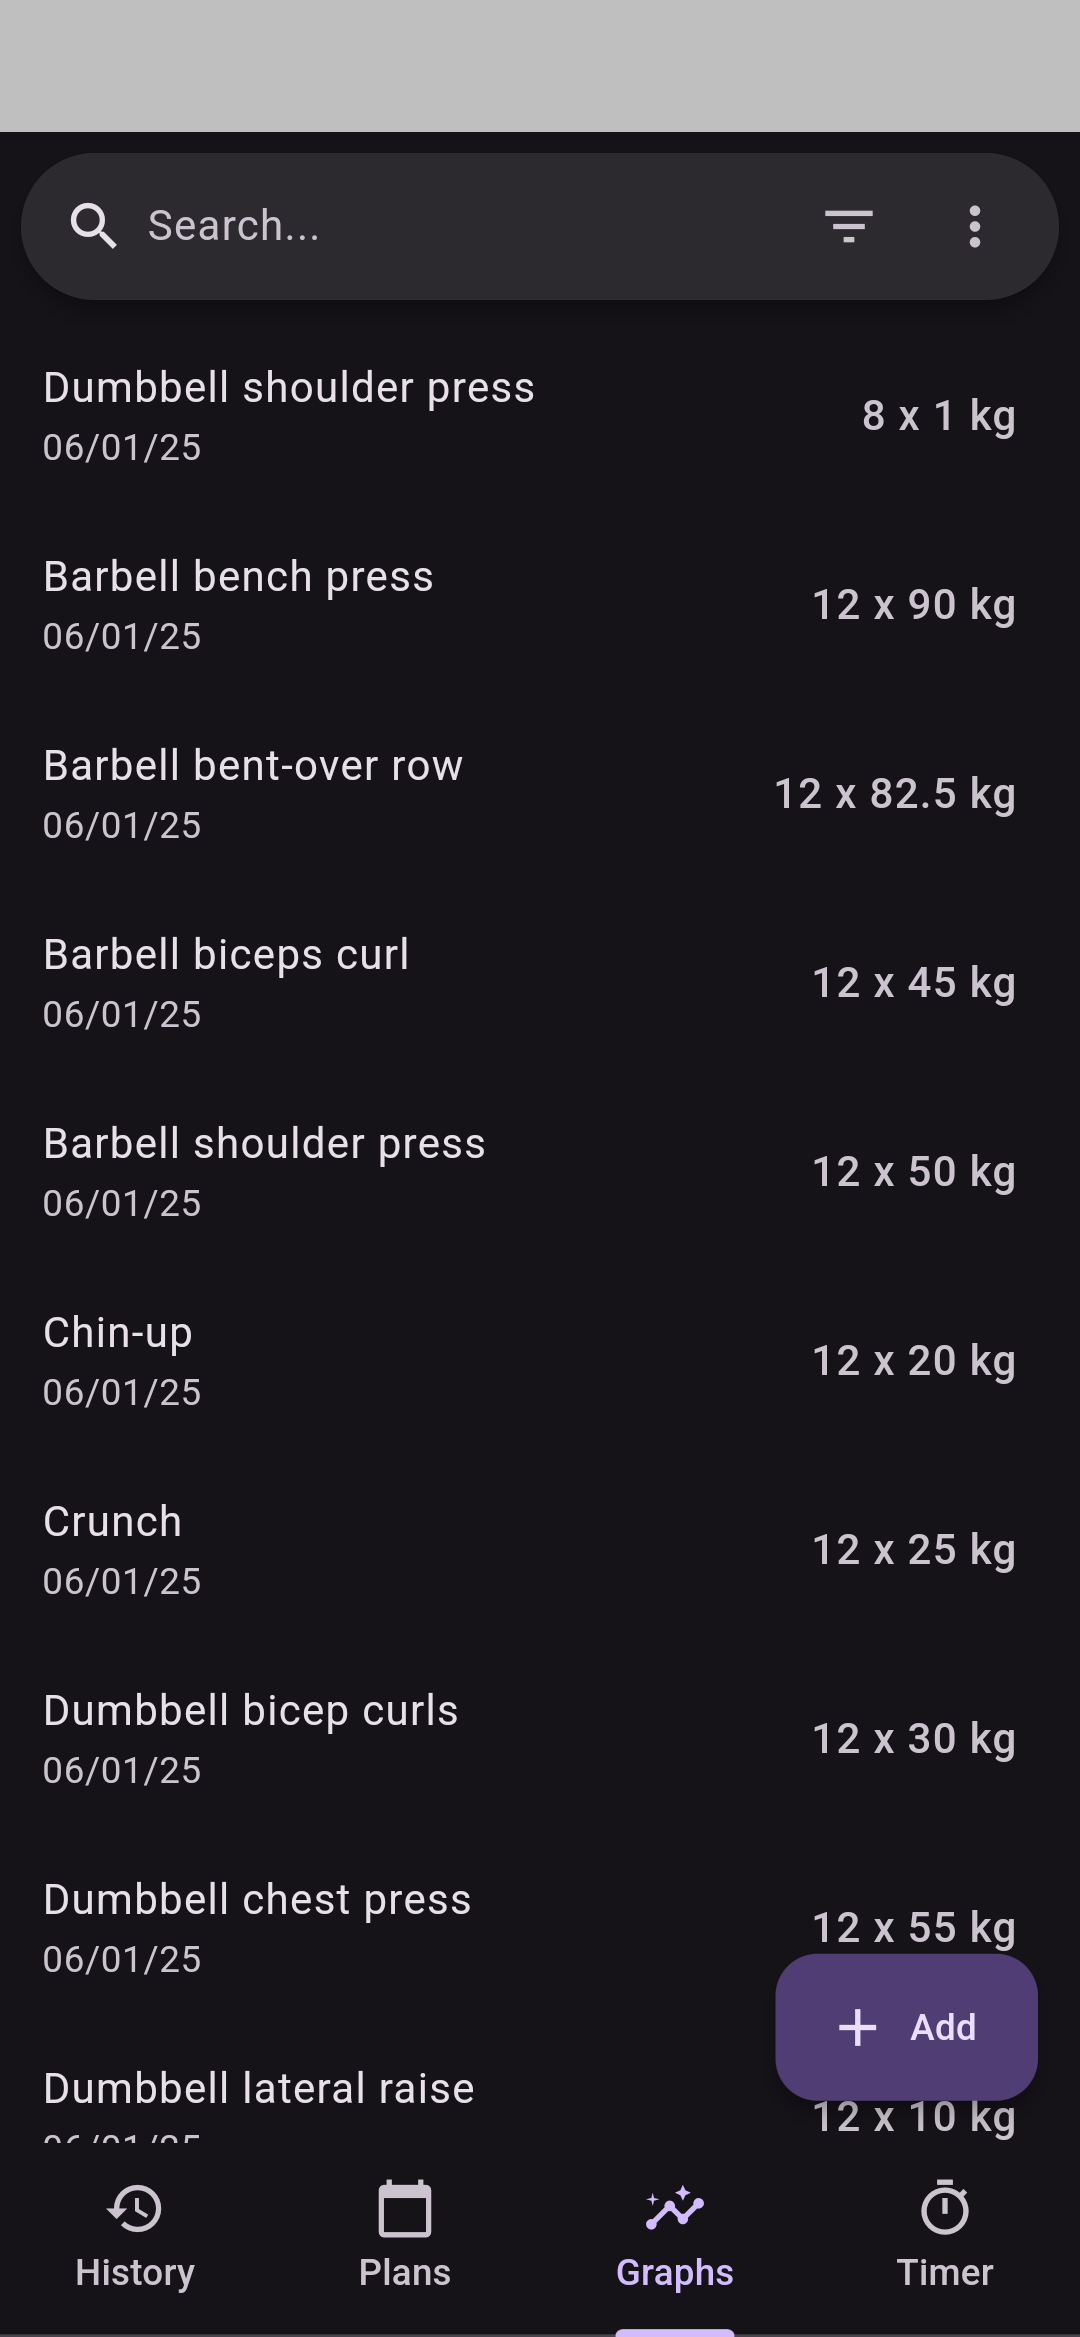 Search...
Dumbbell shoulder press
06/01/25
8 x 1 kg
Barbell bench press
06/01/25
12 x 90 kg
Barbell bent-over row
06/01/25
12 x 82.5 kg
Barbell biceps curl
06/01/25
12 x 45 kg
Barbell shoulder press
06/01/25
12 x 50 kg
Chin-up
06/01/25
12 x 20 kg
Crunch
06/01/25
12 x 25 kg
Dumbbell bicep curls
06/01/25
12 x 30 kg
Dumbbell chest press
06/01/25
12 x 55 kg
Add
Dumbbell lateral raise
12 x 10 kg
History
Plans
Graphs
Timer